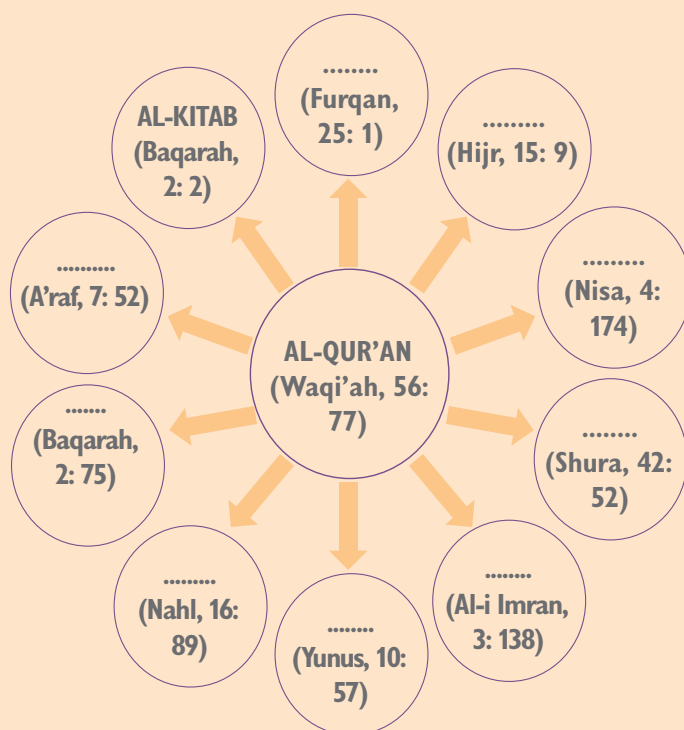 ........
(Furqan,
25: 1)
.........
(Hijr, 15: 9)
.........
(Nisa, 4:
174)
........
(Shura, 42:
52)
........
(Al-i Imran,
3: 138)
........
(Yunus, 10:
57)
.........
(Nahl, 16:
89)
.......
(Baqarah,
2: 75)
..........
(A’raf, 7: 52)
AL-KITAB
(Baqarah,
2: 2)
AL-QUR’AN
(Waqi’ah, 56:
77)